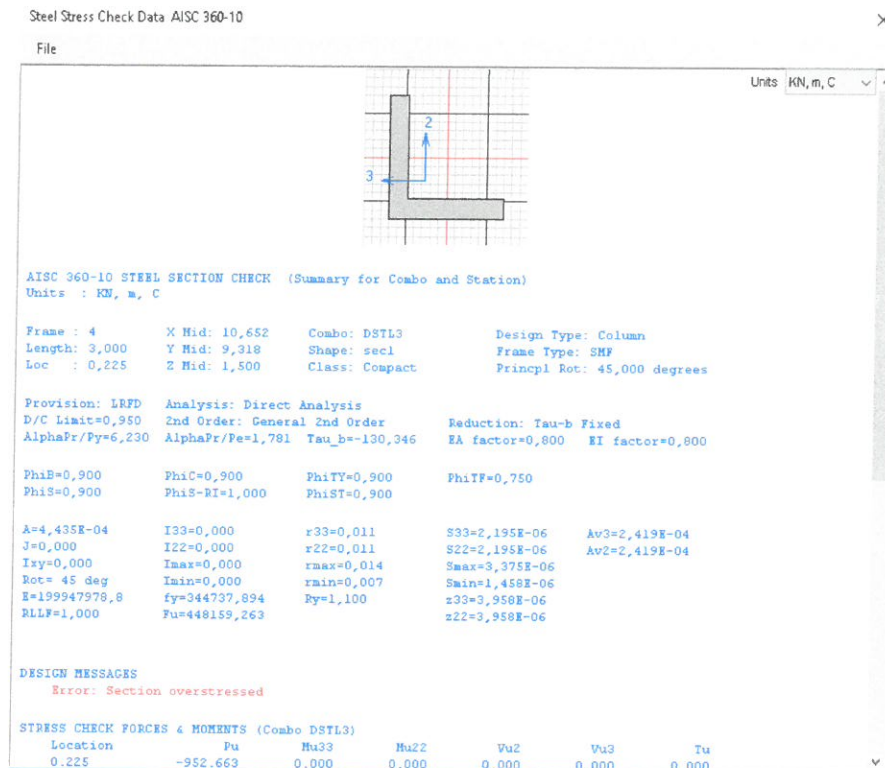 Steel Stress Check Data AISC 360-10
File
Units KN, m, C
2
3
AISC 360-10 STEEL SECTION CHECK (Summary for Combo and Station)
Units : KN, m, C
Frame : 4 X Mid: 10,652 Combo: DSTL3 Design Type: Column
Length: 3,000 Y Mid: 9,318 Shape: sec1 Frame Type: SMF
Loc : 0,225 Z Mid: 1,500 Class: Compact Princpl Rot: 45,000 degrees
Provision: LRFD Analysis: Direct Analysis
D/C Limit=0,950 2nd Order: General 2nd Order Reduction: Tau-b Fixed
AlphaPr/Py=6,230 AlphaPr/Pe=1,781 Tau_b=-130,346 EA factor=0,800 EI factor=0,800
PhiB=0,900 PhiC=0,900 PhiTY=0,900 PhiTF=0,750
PhiS=0,900 PhiS-RI=1,000 PhiST=0,900
A=4,435E-04 I33=0,000 r33=0,011 S33=2,195E-06 Av3=2,419E-04
J=0,000 I22=0,000 r22=0,011 S22=2,195E-06 Av2=2,419E-04
Ixy=0,000 Imax=0,000 rmax=0,014 Smax=3,375E-06
Rot= 45 deg Imin=0,000 rmin=0,007 Smin=1,458E-06
E=199947978,8 fy=344737,894 Ry=1,100 z33=3,958E-06
RLLF=1,000 Fu=448159,263 z22=3,958E-06
DESIGN MESSAGES
Error: Section overstressed
STRESS CHECK FORCES & MOMENTS (Combo DSTL3)
Location Pu Mu33 Mu22 Vu2 Vu3 Tu
0.225 -952.663 0.000 0.000 0.000 0.000 0.000